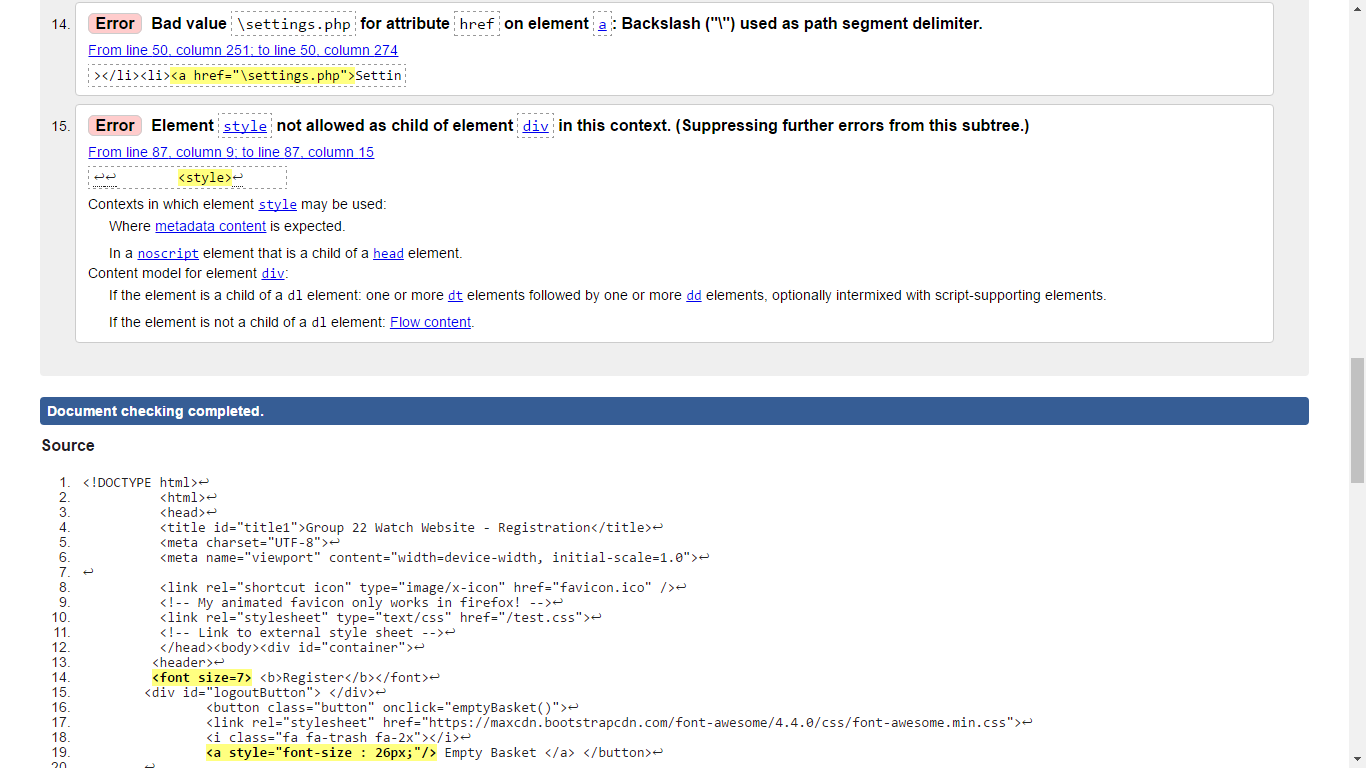 14. Error Bad value \settings.php for attribute href on element a: Backslash ("\") used as path segment delimiter.
From line 50, column 251; to line 50, column 274
></li><li><a href="\settings.php">Settin
15. Error Element style not allowed as child of element div in this context. (Suppressing further errors from this subtree.)
From line 87, column 9; to line 87, column 15
↩↩ <style>↩
Contexts in which element style may be used:
Where metadata content is expected.
In a noscript element that is a child of a head element.
Content model for element div:
If the element is a child of a dl element: one or more dt elements followed by one or more dd elements, optionally intermixed with script-supporting elements.
If the element is not a child of a dl element: Flow content.
Document checking completed.
Source
1. <!DOCTYPE html>↩
2. <html>↩
3. <head>↩
4. <title id="title1">Group 22 Watch Website - Registration</title>↩
5. <meta charset="UTF-8">↩
6. <meta name="viewport" content="width=device-width, initial-scale=1.0">↩
7. ↩
8. <link rel="shortcut icon" type="image/x-icon" href="favicon.ico" />↩
9. <!-- My animated favicon only works in firefox! -->↩
10. <link rel="stylesheet" type="text/css" href="/test.css">↩
11. <!-- Link to external style sheet -->↩
12. </head><body><div id="container">↩
13. <header>↩
14. <font size=7> <b>Register</b></font>↩
15. <div id="logoutButton"> </div>↩
16. <button class="button" onclick="emptyBasket()">↩
17. <link rel="stylesheet" href="https://maxcdn.bootstrapcdn.com/font-awesome/4.4.0/css/font-awesome.min.css">↩
18. <i class="fa fa-trash fa-2x"></i>↩
19. <a style="font-size : 26px;"/> Empty Basket </a> </button>↩
20. ↩